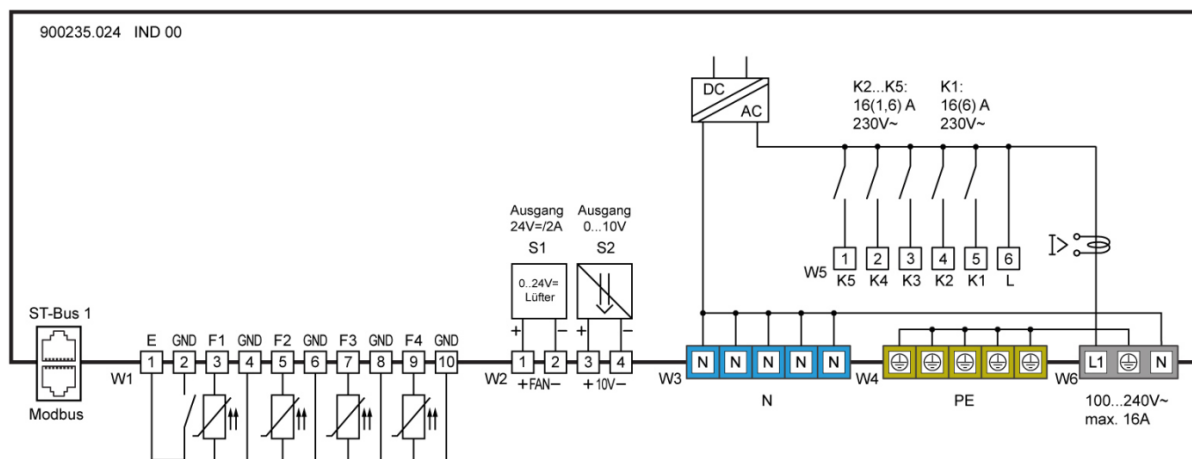 900235.024 IND 00
DC
AC
K2...K5:
16(1,6) A
230V~
K1:
16(6) A
230V~
Ausgang
24V=/2A
S1
Ausgang
0...10V
S2
0..24V=
Lüfter
+ −
+ −
I>
W5
1 2 3 4 5 6
K5 K4 K3 K2 K1 L
ST-Bus 1
Modbus
E GND F1 GND F2 GND F3 GND F4 GND
W1
1 2 3 4 5 6 7 8 9 10
W2
1 2 3 4
+FAN− +10V−
W3
N N N N N
N
W4
PE
W6
L1 N
100...240V~
max. 16A